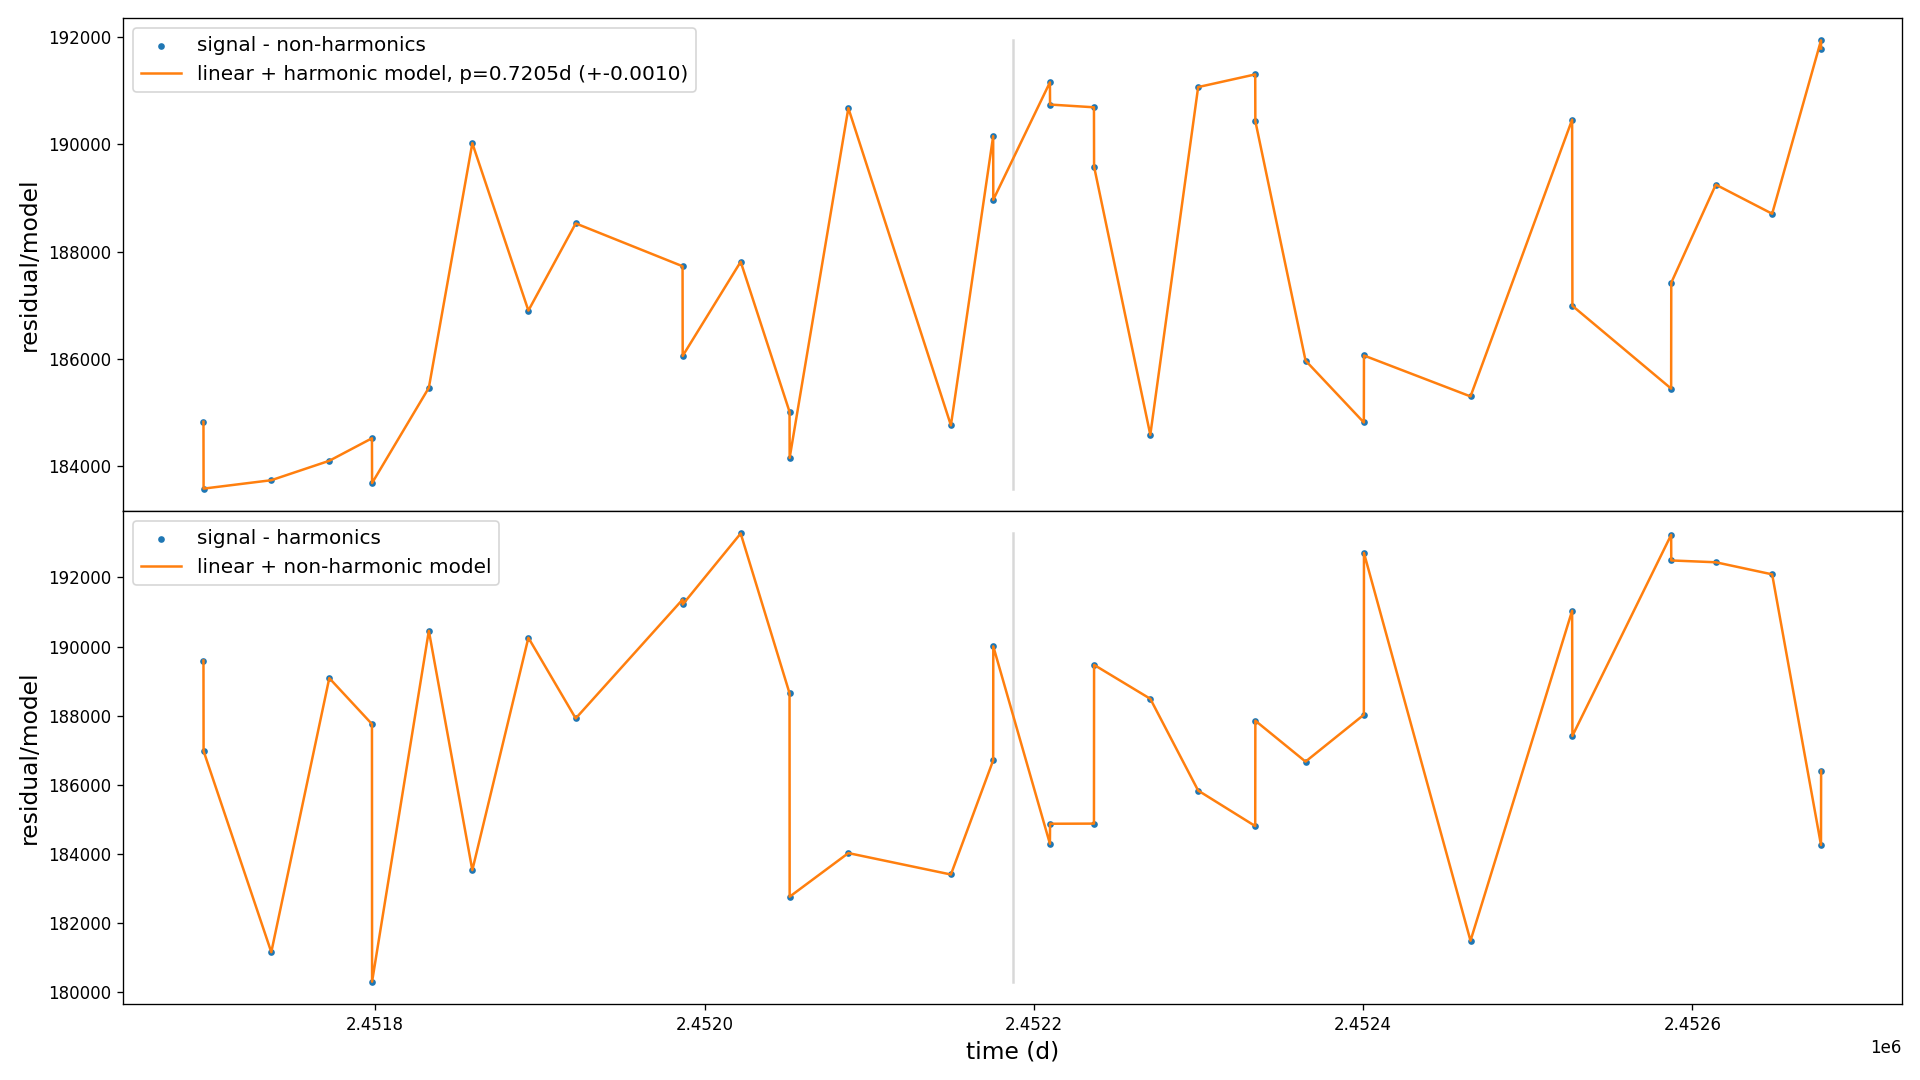 192000
190000
188000
186000
184000
residual/model
signal - non-harmonics
linear + harmonic model, p=0.7205d (+-0.0010)
192000
190000
188000
186000
184000
182000
180000
residual/model
signal - harmonics
linear + non-harmonic model
2.4518
2.4520
2.4522
2.4524
2.4526
1e6
time (d)